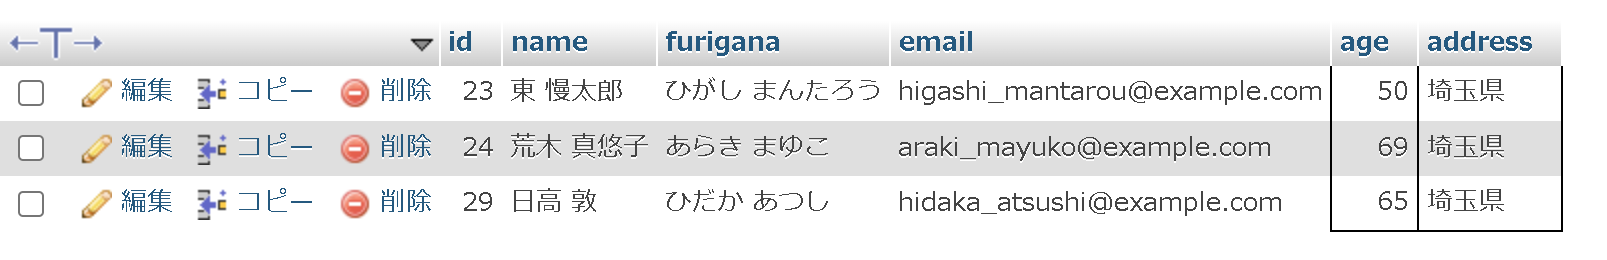 ←T→ id name furigana email age address
編集 コピー 削除 23 東 慢太郎 ひがし まんたろう higashi_mantarou@example.com 50 埼玉県
編集 コピー 削除 24 荒木 真悠子 あらき まゆこ araki_mayuko@example.com 69 埼玉県
編集 コピー 削除 29 日高 敦 ひだか あつし hidaka_atsushi@example.com 65 埼玉県